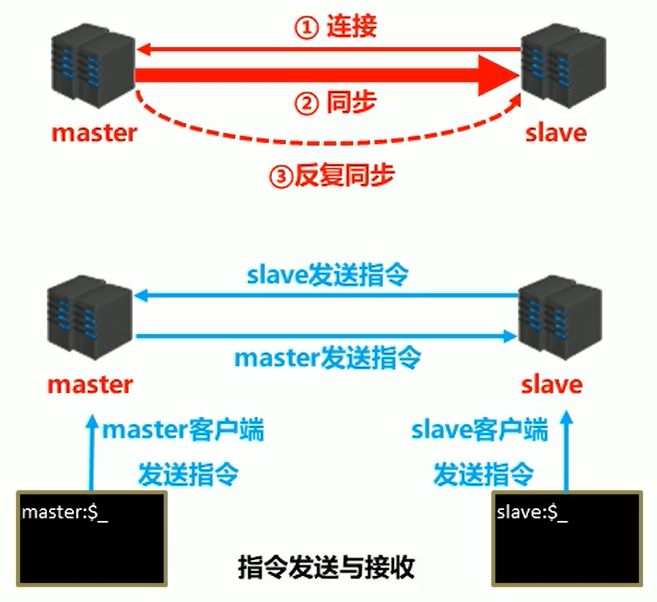 ① 连接
② 同步
master
slave
③反复同步
slave发送指令
master发送指令
master
slave
master客户端
发送指令
slave客户端
发送指令
master:$_
slave:$_
指令发送与接收